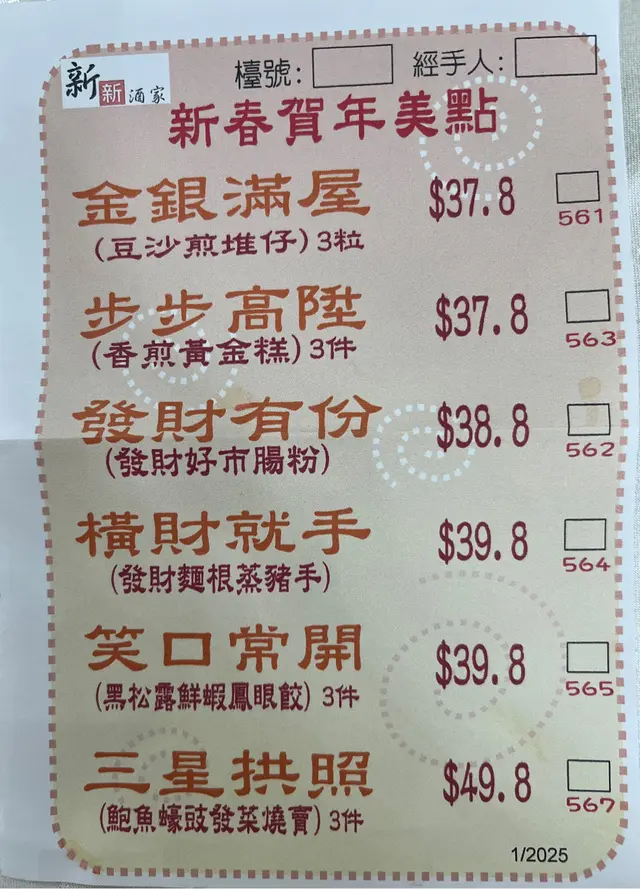 新新酒家
檯號： 經手人：
新春賀年美點
金銀滿屋 $37.8
(豆沙煎堆仔) 3粒 561
步步高陞 $37.8
(香煎黃金糕) 3件 563
發財有份 $38.8
(發財好市腸粉) 562
橫財就手 $39.8
(發財麵根蒸豬手) 564
笑口常開 $39.8
(黑松露鮮蝦鳳眼餃) 3件 565
三星拱照 $49.8
(鮑魚蠔豉發菜燒賣) 3件 567
1/2025